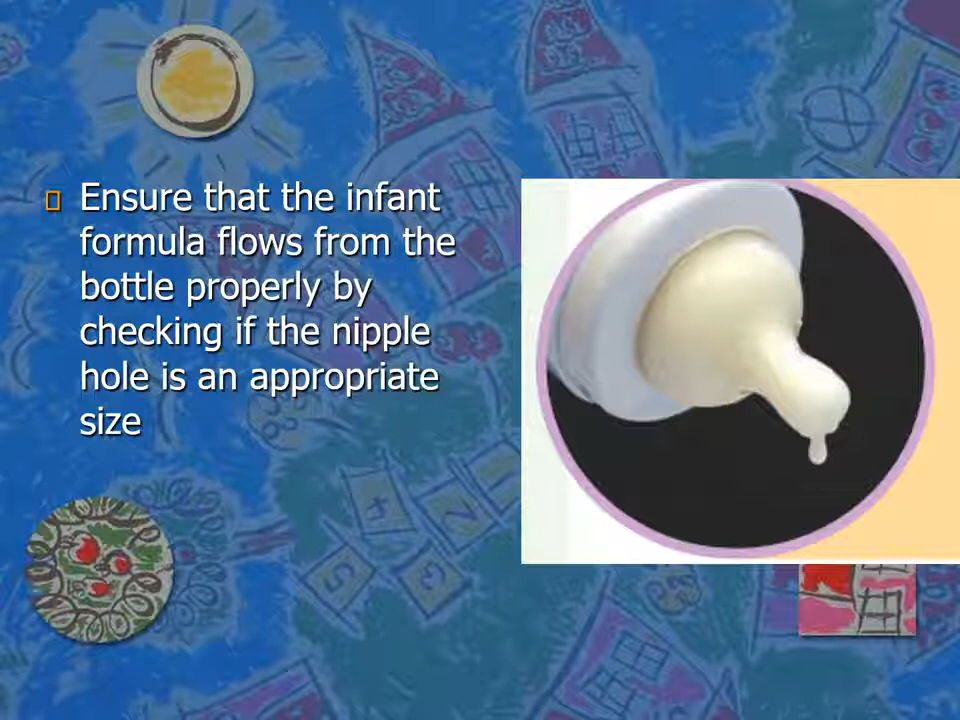 Ensure that the infant
formula flows from the
bottle properly by
checking if the nipple
hole is an appropriate
size